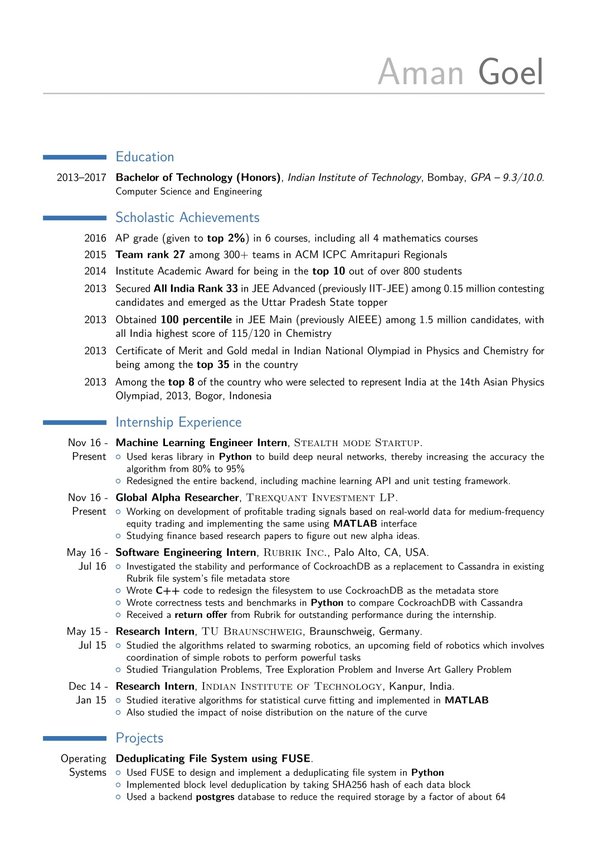 Aman Goel
Education
2013–2017 Bachelor of Technology (Honors), Indian Institute of Technology, Bombay, GPA – 9.3/10.0.
Computer Science and Engineering
Scholastic Achievements
2016 AP grade (given to top 2%) in 6 courses, including all 4 mathematics courses
2015 Team rank 27 among 300+ teams in ACM ICPC Amritapuri Regionals
2014 Institute Academic Award for being in the top 10 out of over 800 students
2013 Secured All India Rank 33 in JEE Advanced (previously IIT-JEE) among 0.15 million contesting
candidates and emerged as the Uttar Pradesh State topper
2013 Obtained 100 percentile in JEE Main (previously AIEEE) among 1.5 million candidates, with
all India highest score of 115/120 in Chemistry
2013 Certificate of Merit and Gold medal in Indian National Olympiad in Physics and Chemistry for
being among the top 35 in the country
2013 Among the top 8 of the country who were selected to represent India at the 14th Asian Physics
Olympiad, 2013, Bogor, Indonesia
Internship Experience
Nov 16 - Machine Learning Engineer Intern, Stealth mode Startup.
Present ○ Used keras library in Python to build deep neural networks, thereby increasing the accuracy the
algorithm from 80% to 95%
○ Redesigned the entire backend, including machine learning API and unit testing framework.
Nov 16 - Global Alpha Researcher, Trexquant Investment LP.
Present ○ Working on development of profitable trading signals based on real-world data for medium-frequency
equity trading and implementing the same using MATLAB interface
○ Studying finance based research papers to figure out new alpha ideas.
May 16 - Software Engineering Intern, Rubrik Inc., Palo Alto, CA, USA.
Jul 16 ○ Investigated the stability and performance of CockroachDB as a replacement to Cassandra in existing
Rubrik file system's file metadata store
○ Wrote C++ code to redesign the filesystem to use CockroachDB as the metadata store
○ Wrote correctness tests and benchmarks in Python to compare CockroachDB with Cassandra
○ Received a return offer from Rubrik for outstanding performance during the internship.
May 15 - Research Intern, TU Braunschweig, Braunschweig, Germany.
Jul 15 ○ Studied the algorithms related to swarming robotics, an upcoming field of robotics which involves
coordination of simple robots to perform powerful tasks
○ Studied Triangulation Problems, Tree Exploration Problem and Inverse Art Gallery Problem
Dec 14 - Research Intern, Indian Institute of Technology, Kanpur, India.
Jan 15 ○ Studied iterative algorithms for statistical curve fitting and implemented in MATLAB
○ Also studied the impact of noise distribution on the nature of the curve
Projects
Operating Deduplicating File System using FUSE.
Systems ○ Used FUSE to design and implement a deduplicating file system in Python
○ Implemented block level deduplication by taking SHA256 hash of each data block
○ Used a backend postgres database to reduce the required storage by a factor of about 64